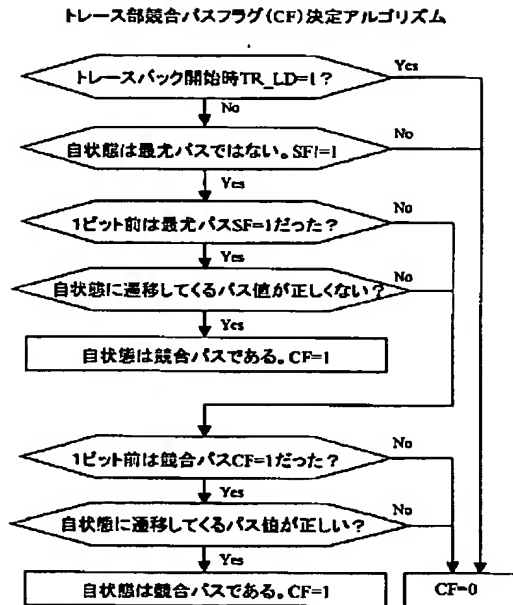 トレース部競合パスフラグ(CF)決定アルゴリズム
トレースバック開始時TR_LD=1?
Yes
No
自状態は最尤パスではない。SF!=1
No
Yes
1ビット前は最尤パスSF=1だった?
No
Yes
自状態に遷移してくるパス値が正しくない?
No
Yes
自状態は競合パスである。CF=1
1ビット前は競合パスCF=1だった?
No
Yes
自状態に遷移してくるパス値が正しい?
No
Yes
自状態は競合パスである。CF=1
CF=0